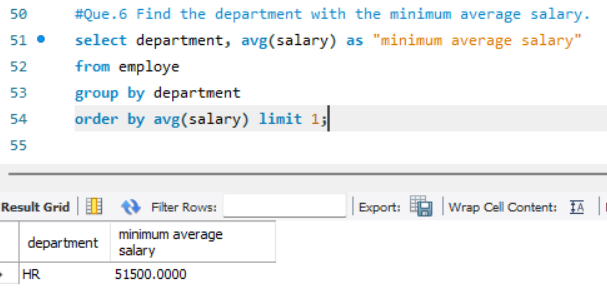 50 #Que.6 Find the department with the minimum average salary.
51 select department, avg(salary) as "minimum average salary"
52 from employe
53 group by department
54 order by avg(salary) limit 1;
55
Result Grid Filter Rows: Export: Wrap Cell Content: IA
department minimum average
salary
HR 51500.0000